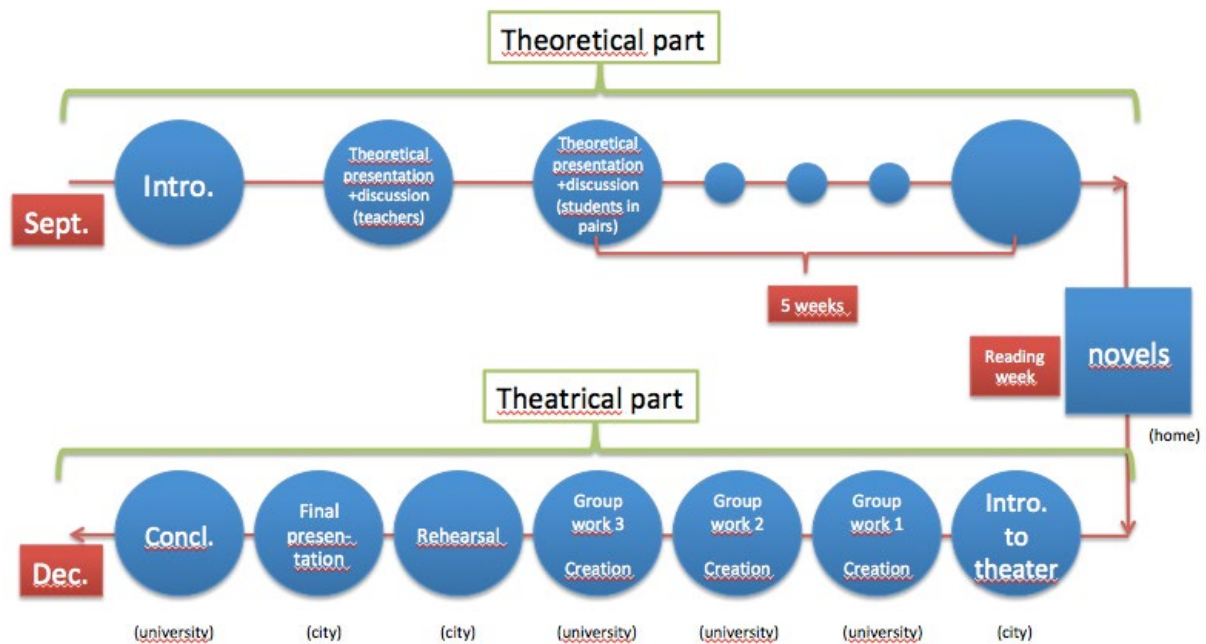 Theoretical part
Intro.
Theoretical
presentation
+discussion
(teachers)
Theoretical
presentation
+discussion
(students in
pairs)
Sept.
5 weeks
Reading
week
novels
(home)
Theatrical part
Concl.
Final
presen-
tation
Rehearsal
Group
work 3
Creation
Group
work 2
Creation
Group
work 1
Creation
Intro.
to
theater
Dec.
(university)
(city)
(city)
(university)
(university)
(university)
(city)